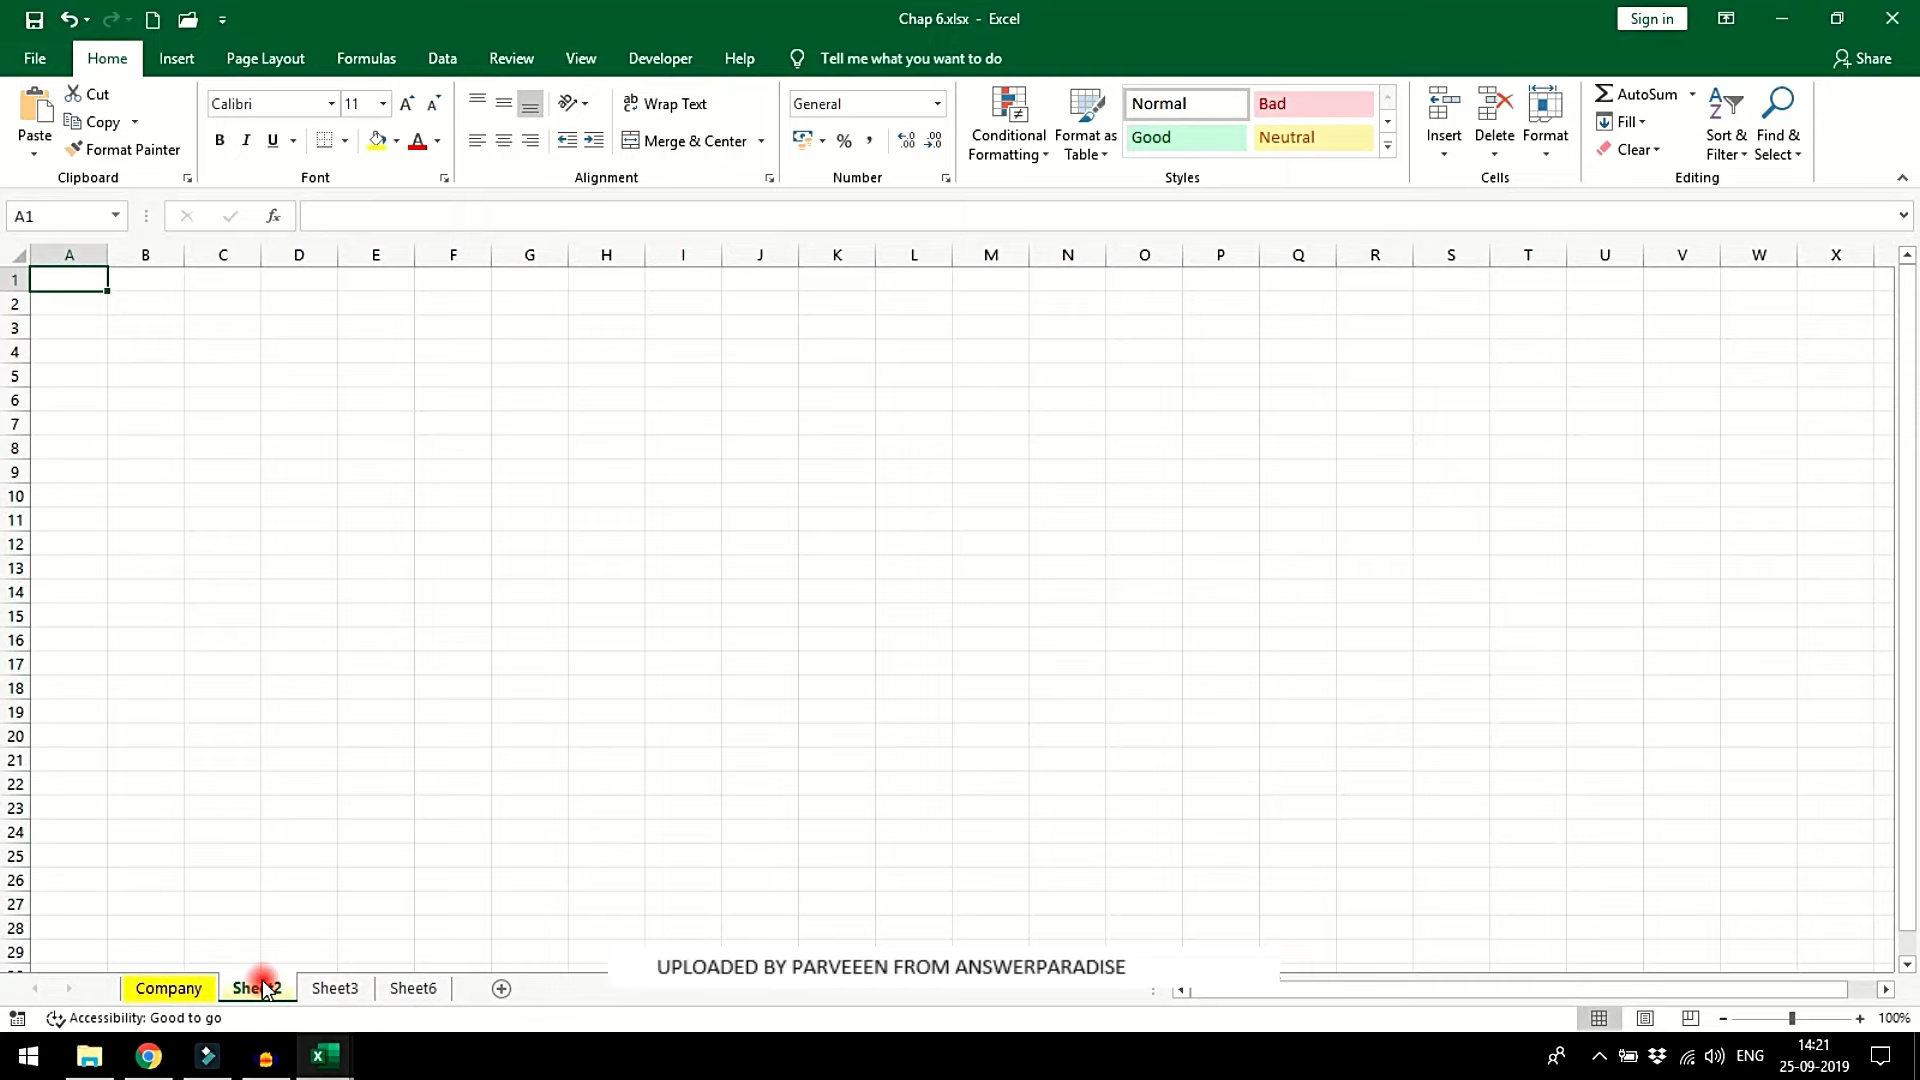 Chap 6.xlsx - Excel
Sign in
File Home Insert Page Layout Formulas Data Review View Developer Help Tell me what you want to do Share
Paste
Cut
Copy
Format Painter
Clipboard
Calibri 11
B I U
Font
ab Wrap Text
Merge & Center
Alignment
General
%
Number
Conditional Formatting
Format as Table
Normal Bad
Good Neutral
Styles
Insert Delete Format
Cells
AutoSum
Fill
Clear
Sort & Filter
Find & Select
Editing
A1 fx
A B C D E F G H I J K L M N O P Q R S T U V W X
1
2
3
4
5
6
7
8
9
10
11
12
13
14
15
16
17
18
19
20
21
22
23
24
25
26
27
28
29
UPLOADED BY PARVEEEN FROM ANSWERPARADISE
Company Sheet2 Sheet3 Sheet6
Accessibility: Good to go
100%
ENG
14:21
25-09-2019